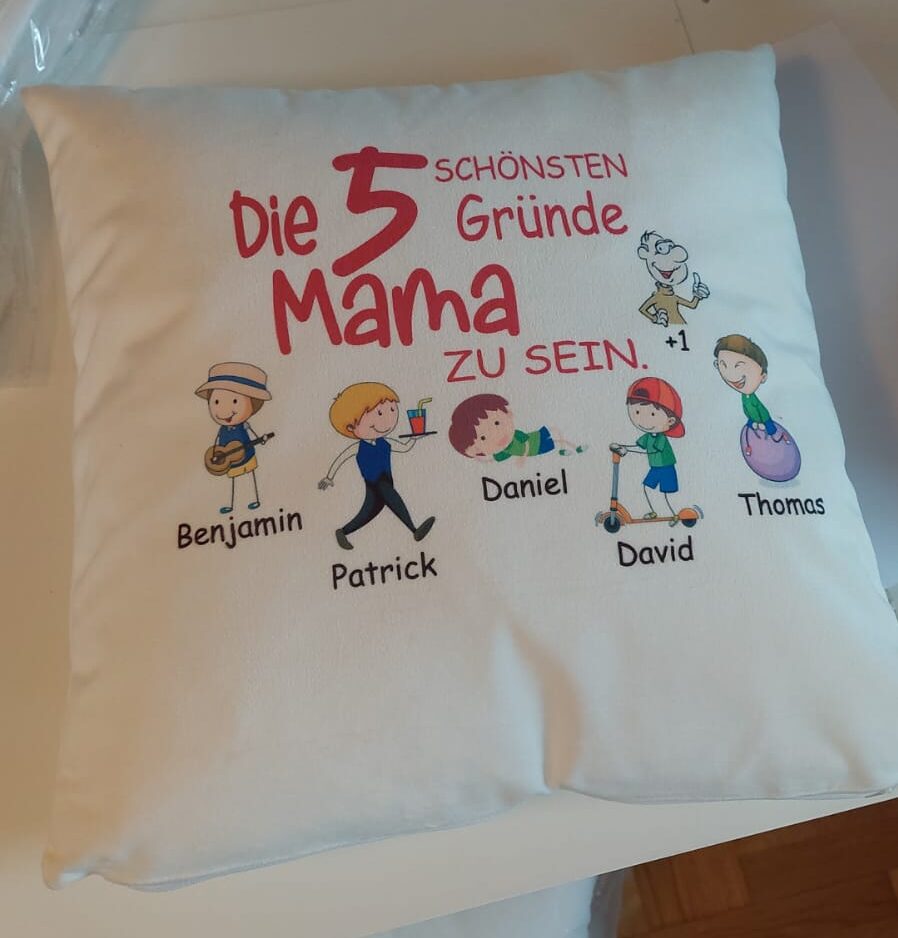 Die 5 SCHÖNSTEN
Gründe
Mama
ZU SEIN.
+1
Benjamin
Patrick
Daniel
David
Thomas